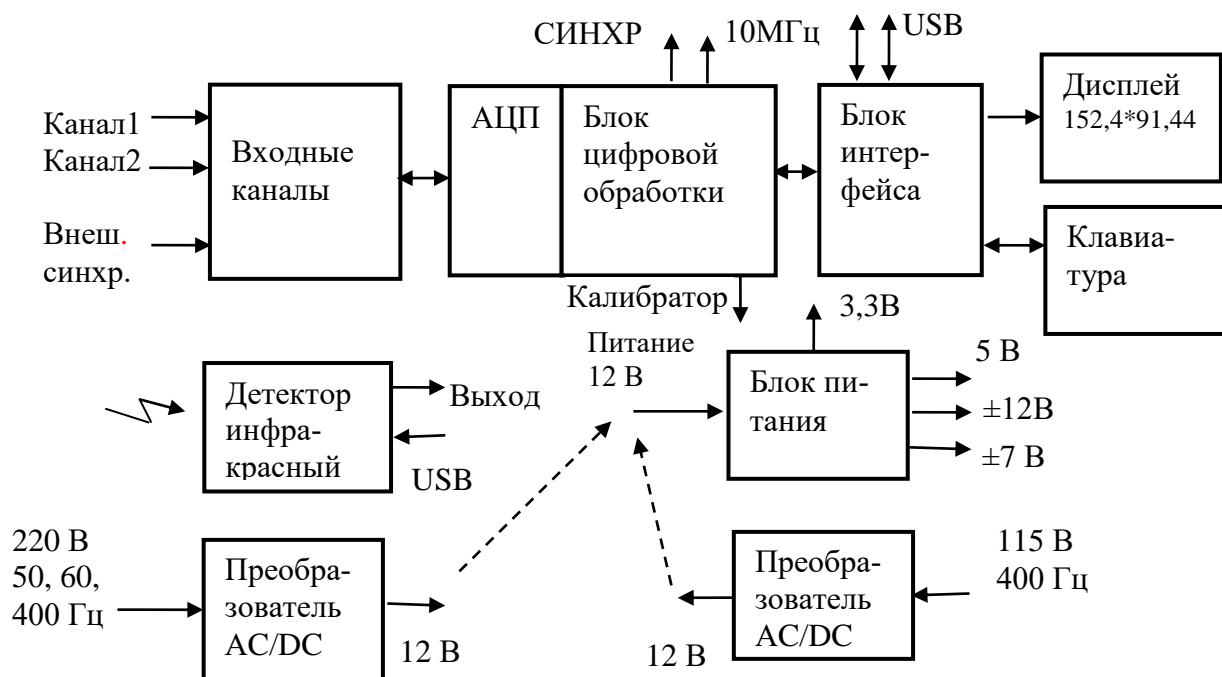 СИНХР
10МГц
USB
Канал1
Канал2
Внеш.
синхр.
Входные
каналы
АЦП
Блок
цифровой
обработки
Блок
интер-
фейса
Дисплей
152,4*91,44
Клавиа-
тура
Калибратор
3,3В
Питание
12 В
Блок пи-
тания
5 В
±12В
±7 В
Детектор
инфра-
красный
Выход
USB
220 В
50, 60,
400 Гц
Преобра-
зователь
AC/DC
12 В
12 В
Преобра-
зователь
AC/DC
115 В
400 Гц